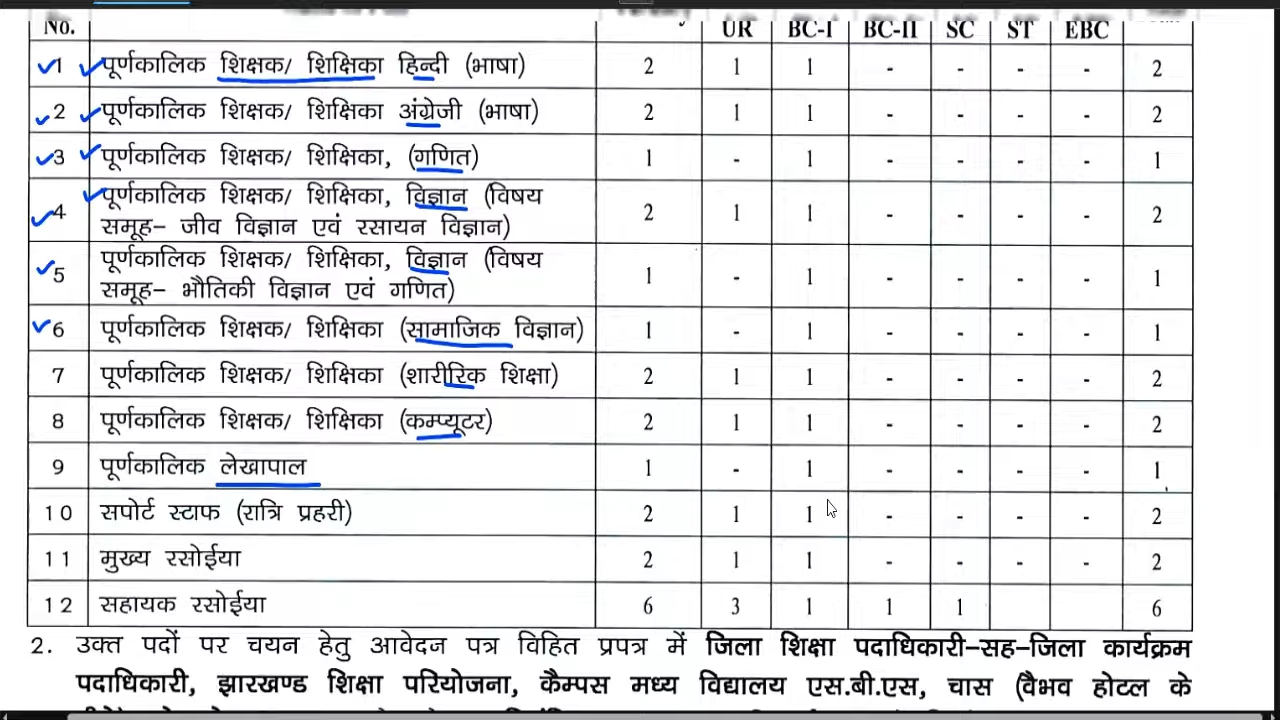 No. UR BC-I BC-II SC ST EBC
1 पूर्णकालिक शिक्षक/ शिक्षिका हिन्दी (भाषा) 2 1 1 - - - - 2
2 पूर्णकालिक शिक्षक/ शिक्षिका अंग्रेजी (भाषा) 2 1 1 - - - - 2
3 पूर्णकालिक शिक्षक/ शिक्षिका, (गणित) 1 - 1 - - - - 1
4 पूर्णकालिक शिक्षक/ शिक्षिका, विज्ञान (विषय 2 1 1 - - - - 2
समूह- जीव विज्ञान एवं रसायन विज्ञान)
5 पूर्णकालिक शिक्षक/ शिक्षिका, विज्ञान (विषय 1 - 1 - - - - 1
समूह- भौतिकी विज्ञान एवं गणित)
6 पूर्णकालिक शिक्षक/ शिक्षिका (सामाजिक विज्ञान) 1 - 1 - - - - 1
7 पूर्णकालिक शिक्षक/ शिक्षिका (शारीरिक शिक्षा) 2 1 1 - - - - 2
8 पूर्णकालिक शिक्षक/ शिक्षिका (कम्प्यूटर) 2 1 1 - - - - 2
9 पूर्णकालिक लेखापाल 1 - 1 - - - - 1
10 सपोर्ट स्टाफ (रात्रि प्रहरी) 2 1 1 - - - - 2
11 मुख्य रसोईया 2 1 1 - - - - 2
12 सहायक रसोईया 6 3 1 1 1 6
2. उक्त पदों पर चयन हेतु आवेदन पत्र विहित प्रपत्र में जिला शिक्षा पदाधिकारी-सह-जिला कार्यक्रम
पदाधिकारी, झारखण्ड शिक्षा परियोजना, कैम्पस मध्य विद्यालय एस.बी.एस, चास (वैभव होटल के